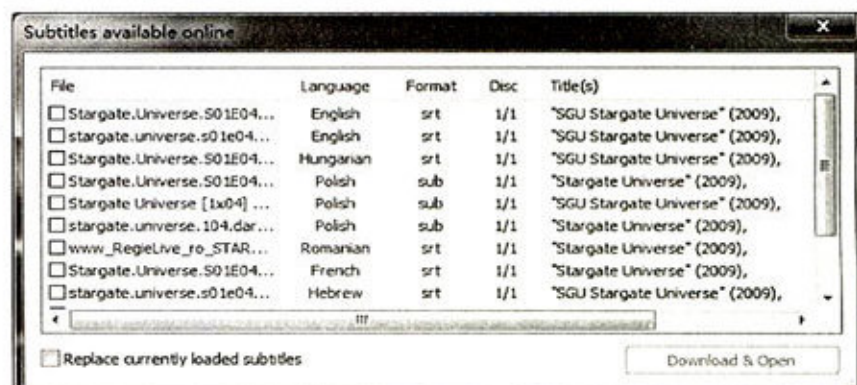 Subtitles available online
File Language Format Disc Title(s)
Stargate.Universe.S01E04... English srt 1/1 "SGU Stargate Universe" (2009),
stargate.universe.s01e04... English srt 1/1 "SGU Stargate Universe" (2009),
Stargate.Universe.S01E04... Hungarian srt 1/1 "SGU Stargate Universe" (2009),
Stargate.Universe.S01E04... Polish sub 1/1 "Stargate Universe" (2009),
Stargate Universe [1x04] ... Polish sub 1/1 "SGU Stargate Universe" (2009),
stargate.universe.104.dar... Polish sub 1/1 "Stargate Universe" (2009),
www_RegieLive_ro_STAR... Romanian srt 1/1 "Stargate Universe" (2009),
Stargate.Universe.S01E04... French srt 1/1 "Stargate Universe" (2009),
stargate.universe.s01e04... Hebrew srt 1/1 "SGU Stargate Universe" (2009),
Replace currently loaded subtitles Download & Open